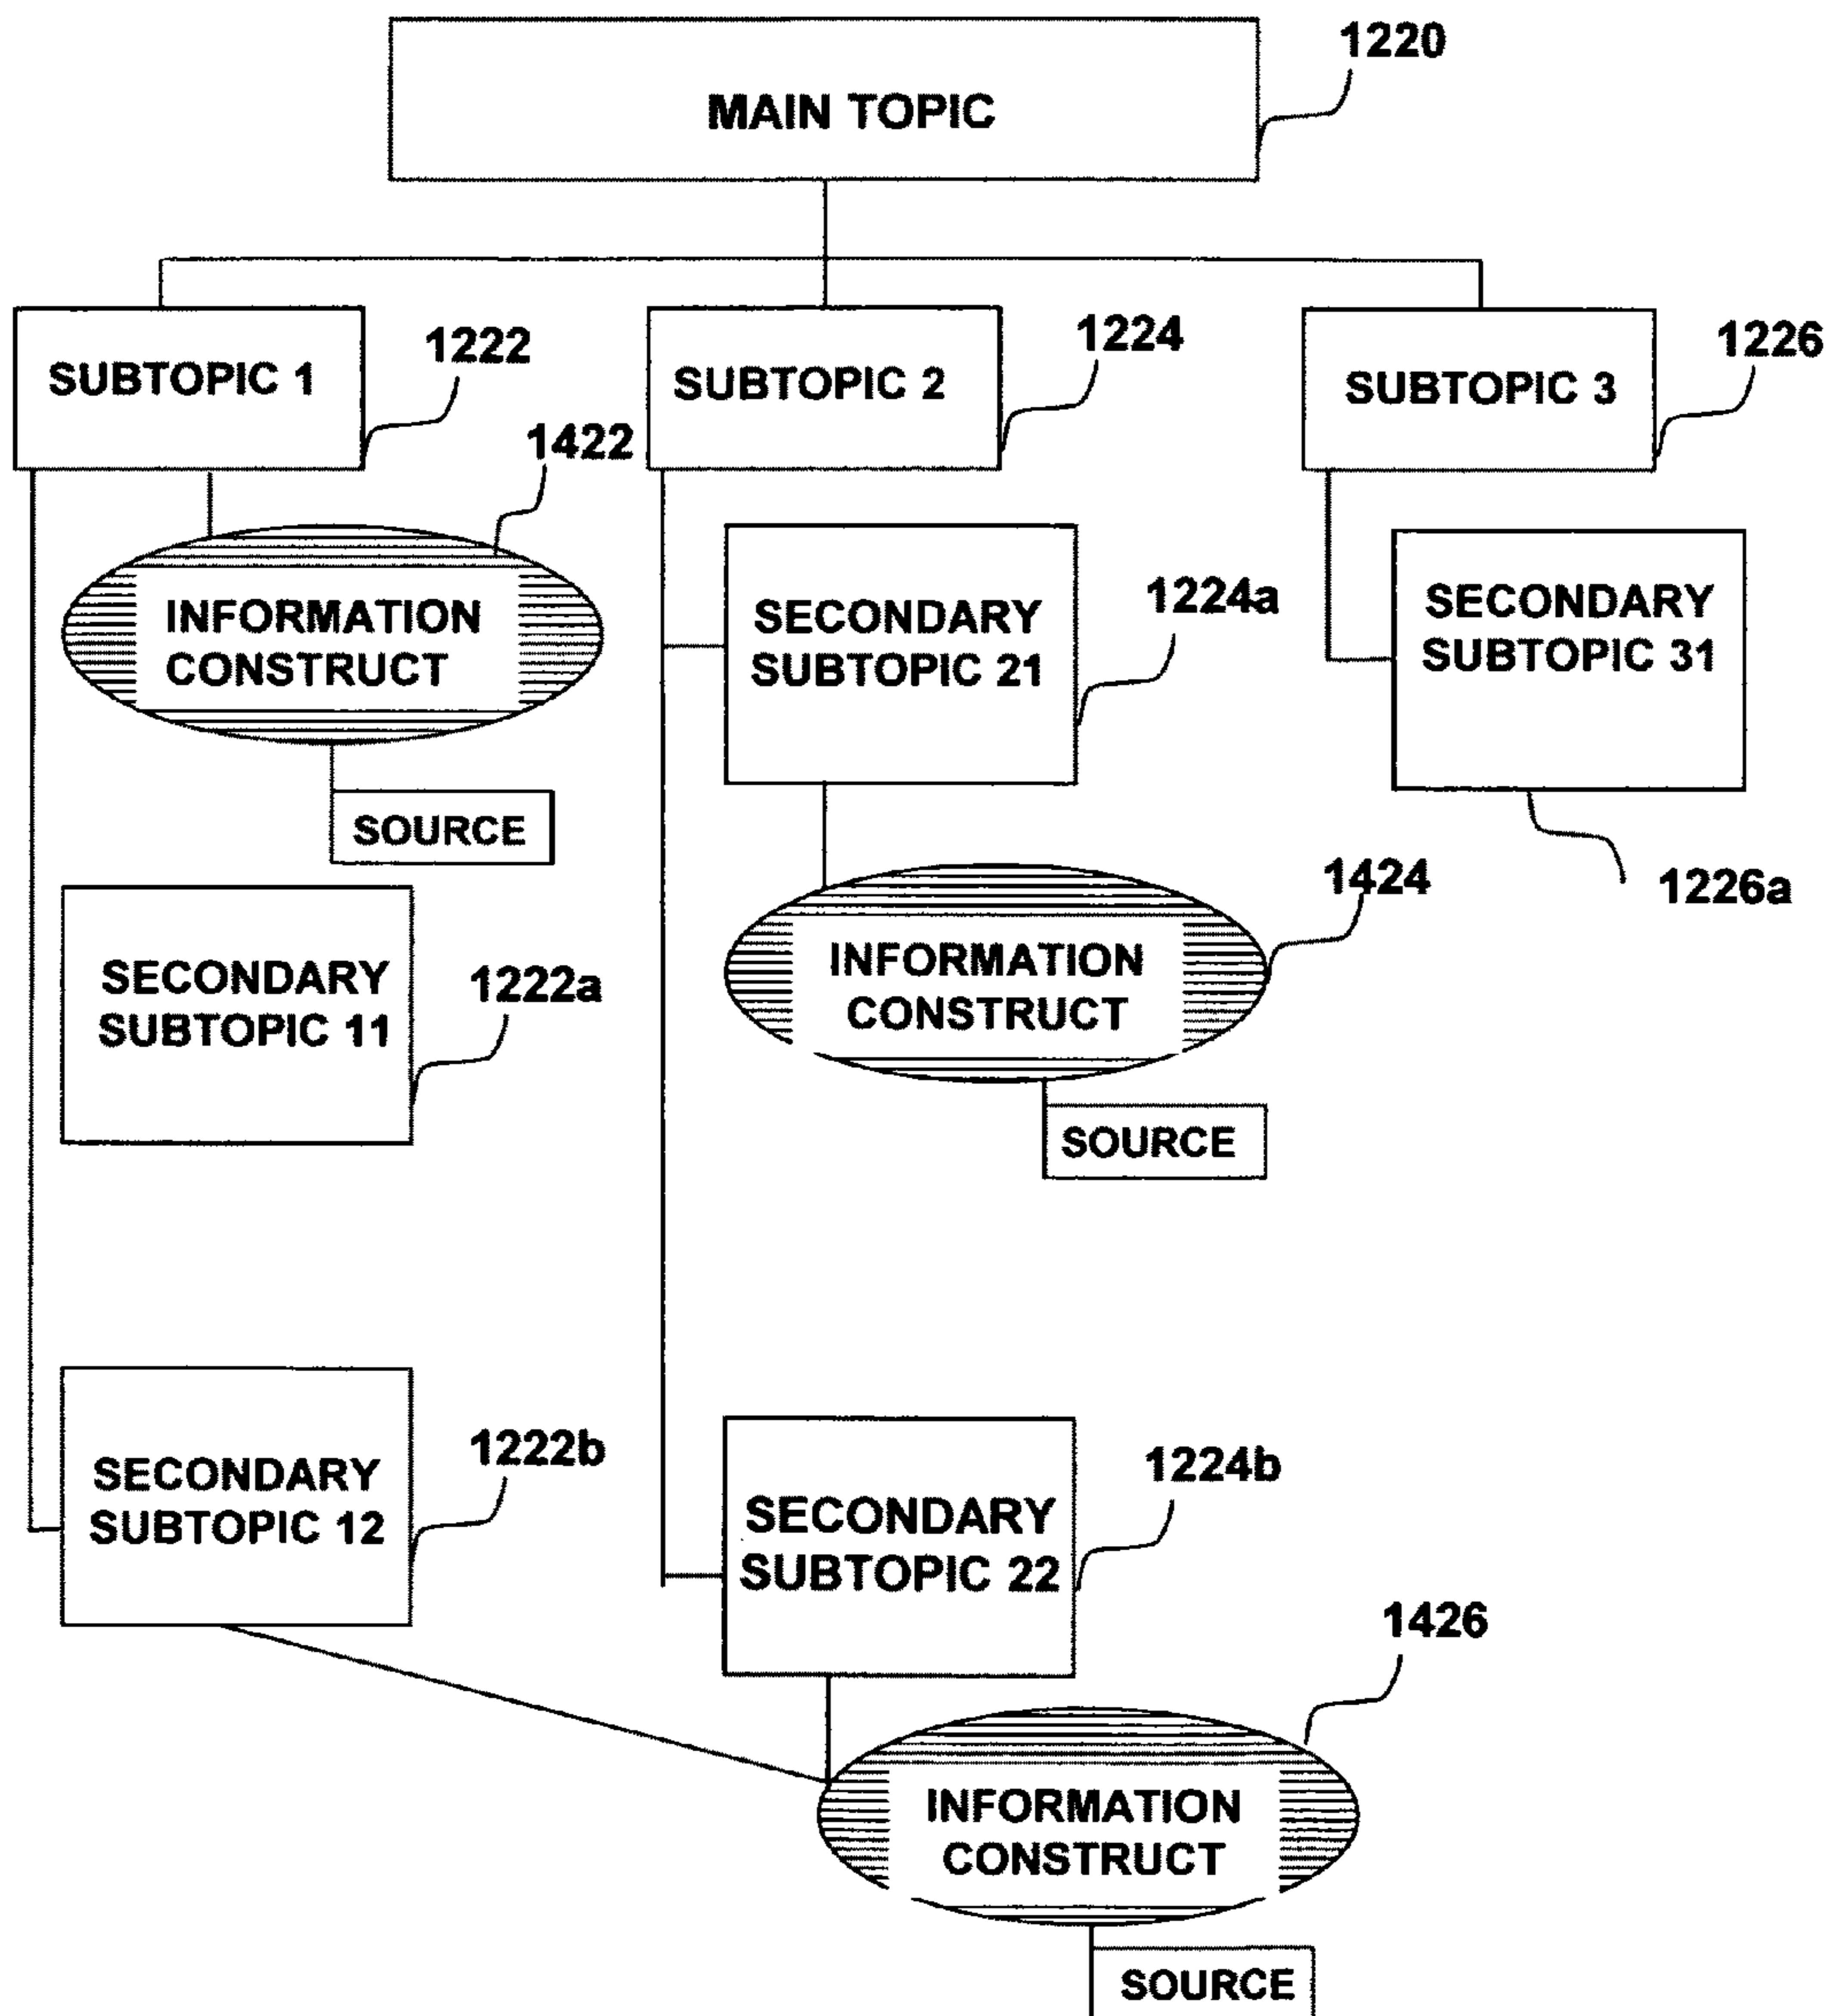 1220
MAIN TOPIC
SUBTOPIC 1
1222
SUBTOPIC 2
1224
SUBTOPIC 3
1226
1422
INFORMATION
CONSTRUCT
SOURCE
SECONDARY
SUBTOPIC 21
1224a
SECONDARY
SUBTOPIC 31
1226a
INFORMATION
CONSTRUCT
1424
SOURCE
SECONDARY
SUBTOPIC 11
1222a
SECONDARY
SUBTOPIC 12
1222b
SECONDARY
SUBTOPIC 22
1224b
1426
INFORMATION
CONSTRUCT
SOURCE